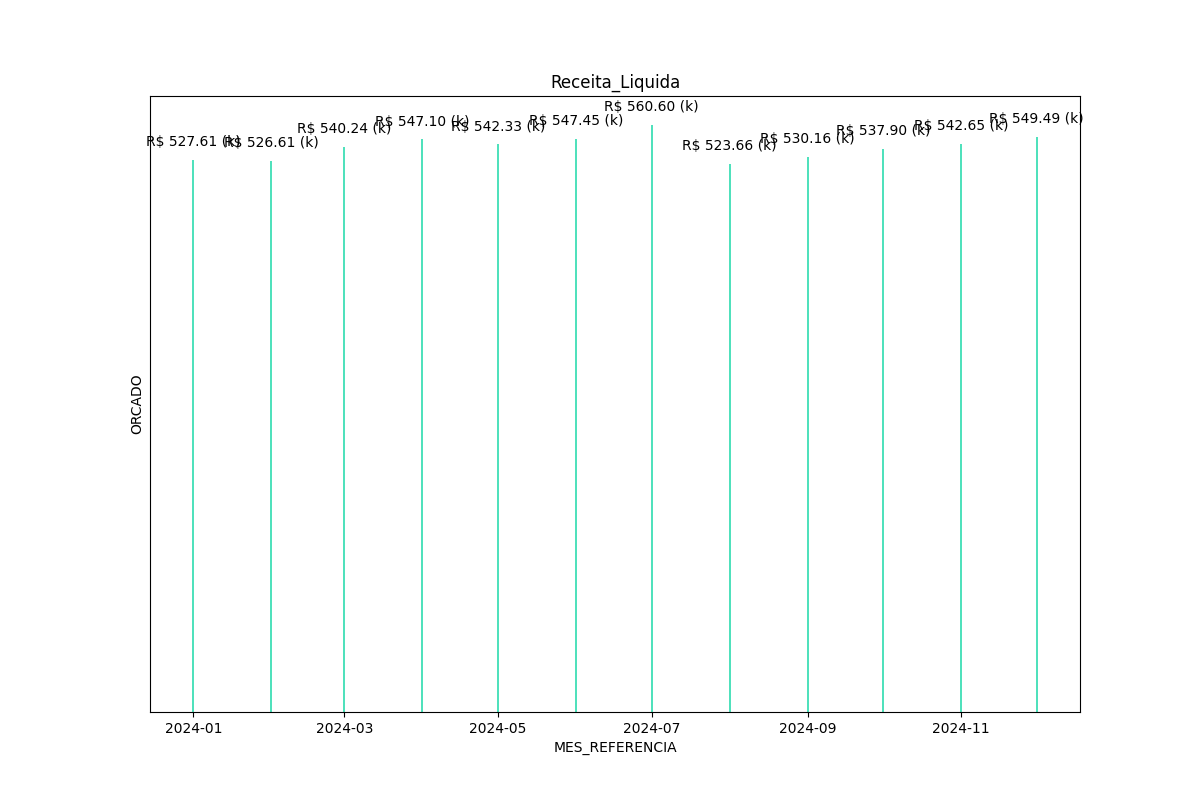 Receita_Liquida
R$ 527.61 (k)
R$ 526.61 (k)
R$ 540.24 (k)
R$ 547.10 (k)
R$ 542.33 (k)
R$ 547.45 (k)
R$ 560.60 (k)
R$ 523.66 (k)
R$ 530.16 (k)
R$ 537.90 (k)
R$ 542.65 (k)
R$ 549.49 (k)
ORCADO
2024-01
2024-03
2024-05
2024-07
2024-09
2024-11
MES_REFERENCIA